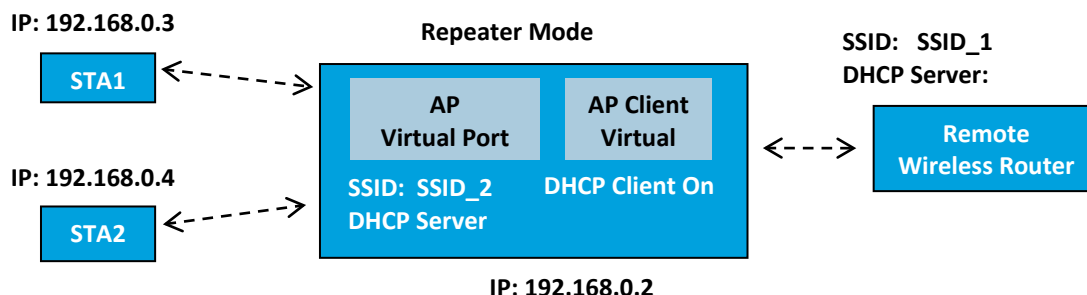 IP: 192.168.0.3
STA1
IP: 192.168.0.4
STA2
Repeater Mode
AP
Virtual Port
AP Client
Virtual
SSID: SSID_2
DHCP Server
DHCP Client On
IP: 192.168.0.2
SSID: SSID_1
DHCP Server:
Remote
Wireless Router